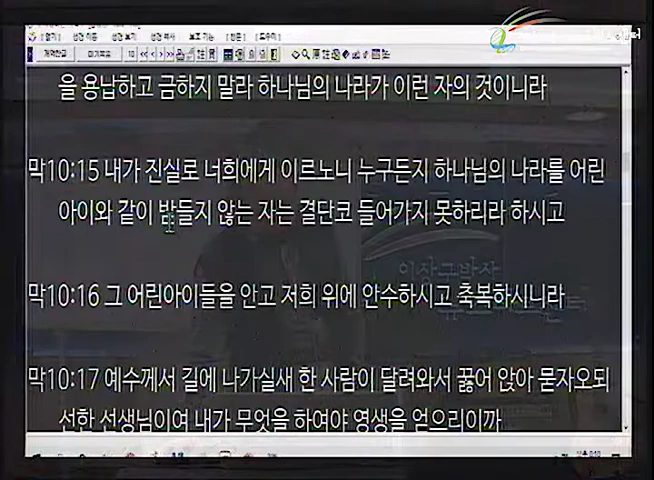 을 용납하고 금하지 말라 하나님의 나라가 이런 자의 것이니라
막10:15 내가 진실로 너희에게 이르노니 누구든지 하나님의 나라를 어린
아이와 같이 받들지 않는 자는 결단코 들어가지 못하리라 하시고
막10:16 그 어린아이들을 안고 저희 위에 안수하시고 축복하시니라
막10:17 예수께서 길에 나가실새 한 사람이 달려와서 꿇어 앉아 묻자오되
선한 선생님이여 내가 무엇을 하여야 영생을 얻으리이까